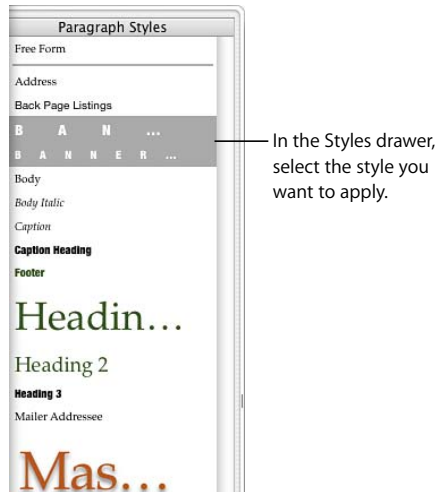 Paragraph Styles
Free Form
Address
Back Page Listings
B A N ...
B A N N E R ...
Body
Body Italic
Caption
Caption Heading
Footer
Headin...
Heading 2
Heading 3
Mailer Addressee
Mas...
In the Styles drawer,
select the style you
want to apply.